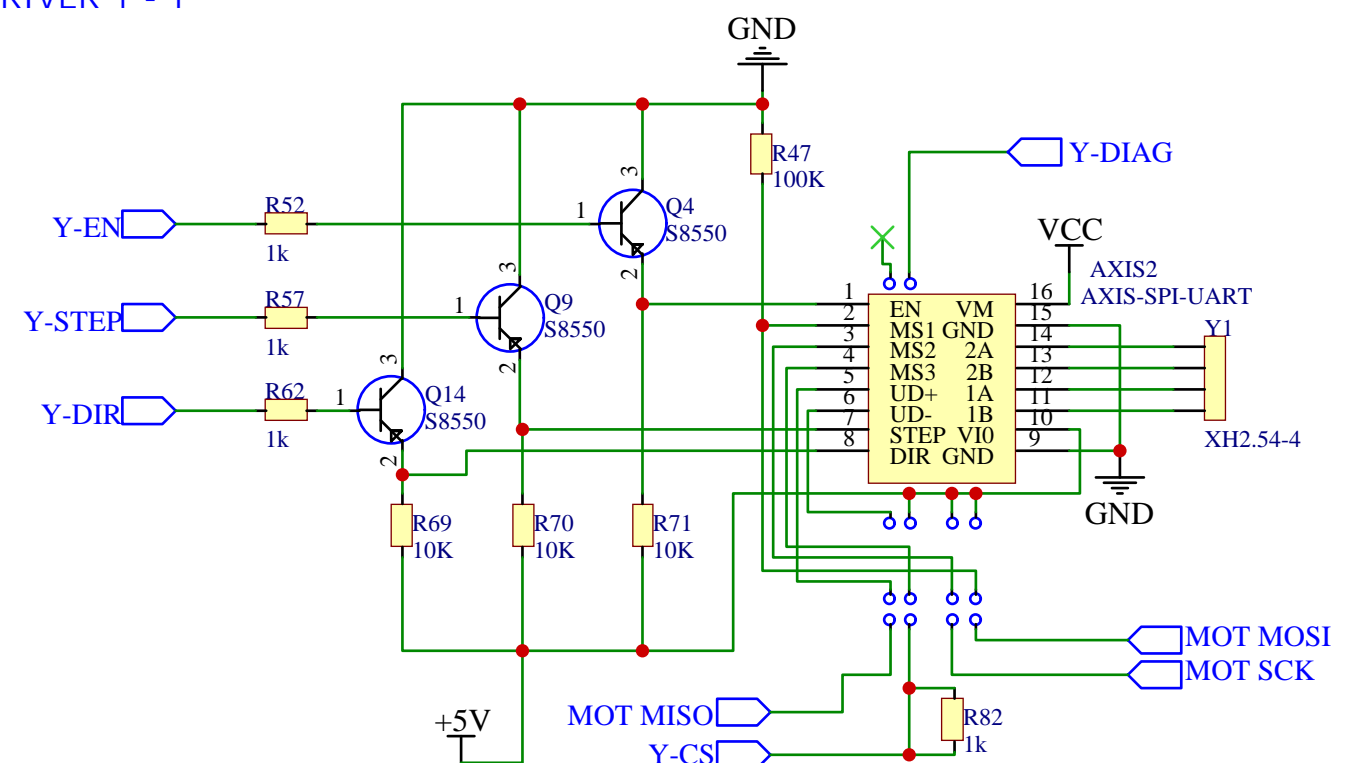 RIVER Y - 1
GND
R47
100K
Y-DIAG
Y-EN
R52
1k
1
3
Q4
S8550
2
VCC
AXIS2
AXIS-SPI-UART
Y-STEP
R57
1k
1
3
Q9
S8550
2
Y-DIR
R62
1k
1
3
Q14
S8550
2
1 EN VM 16
2 MS1 GND 15
3 MS2 2A 14
4 MS3 2B 13
5 UD+ 1A 12
6 UD- 1B 11
7 STEP VI0 10
8 DIR GND 9
Y1
XH2.54-4
GND
R69
10K
R70
10K
R71
10K
MOT MOSI
MOT SCK
MOT MISO
R82
1k
+5V
Y-CS